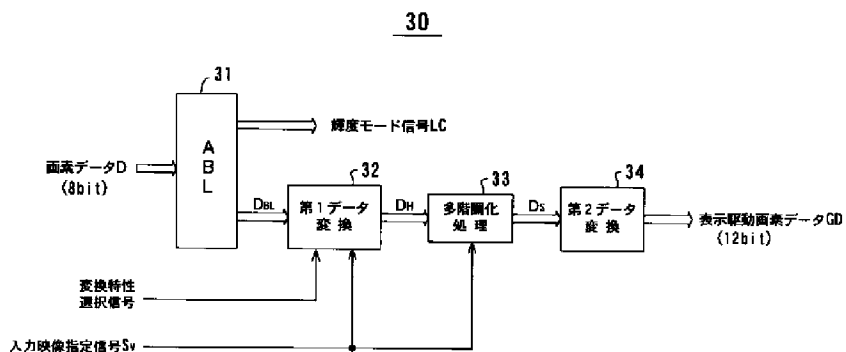 30
31
ABL
輝度モード信号LC
画素データD
(8bit)
32
33
34
DBL
第1データ
変換
DH
多階調化
処理
DS
第2データ
変換
表示駆動画素データGD
(12bit)
変換特性
選択信号
入力映像指定信号Sv